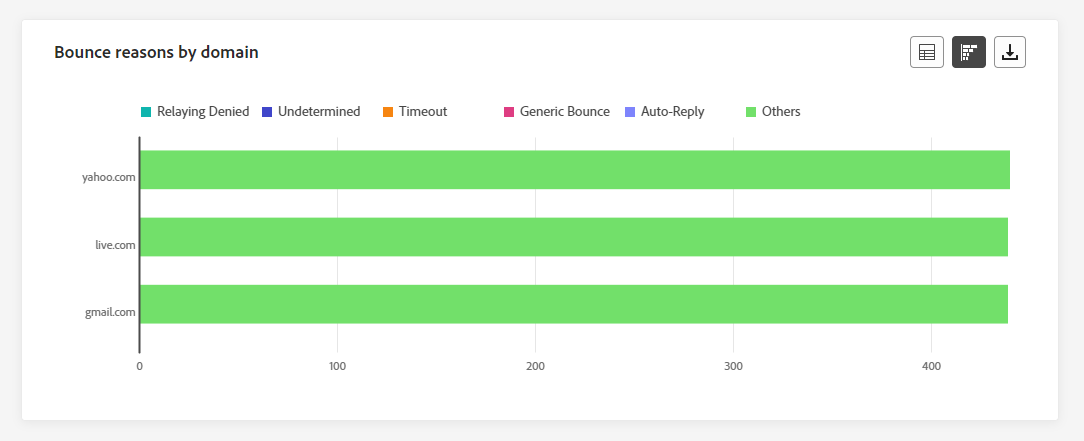 Bounce reasons by domain
Relaying Denied Undetermined Timeout Generic Bounce Auto-Reply Others
yahoo.com
live.com
gmail.com
0 100 200 300 400